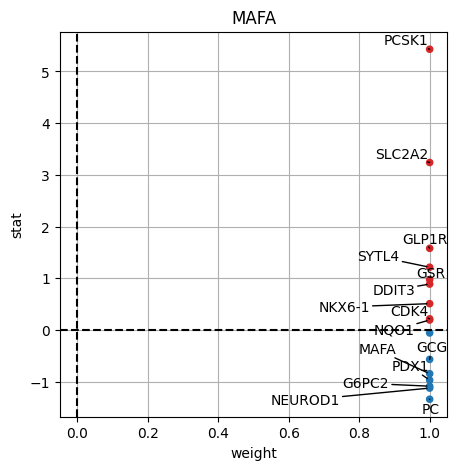 MAFA
PCSK1
SLC2A2
GLP1R
SYTL4
GSR
DDIT3
NKX6-1
CDK4
NQO1
GCG
MAFA
PDX1
G6PC2
NEUROD1
PC
stat
5
4
3
2
1
0
−1
0.0 0.2 0.4 0.6 0.8 1.0
weight